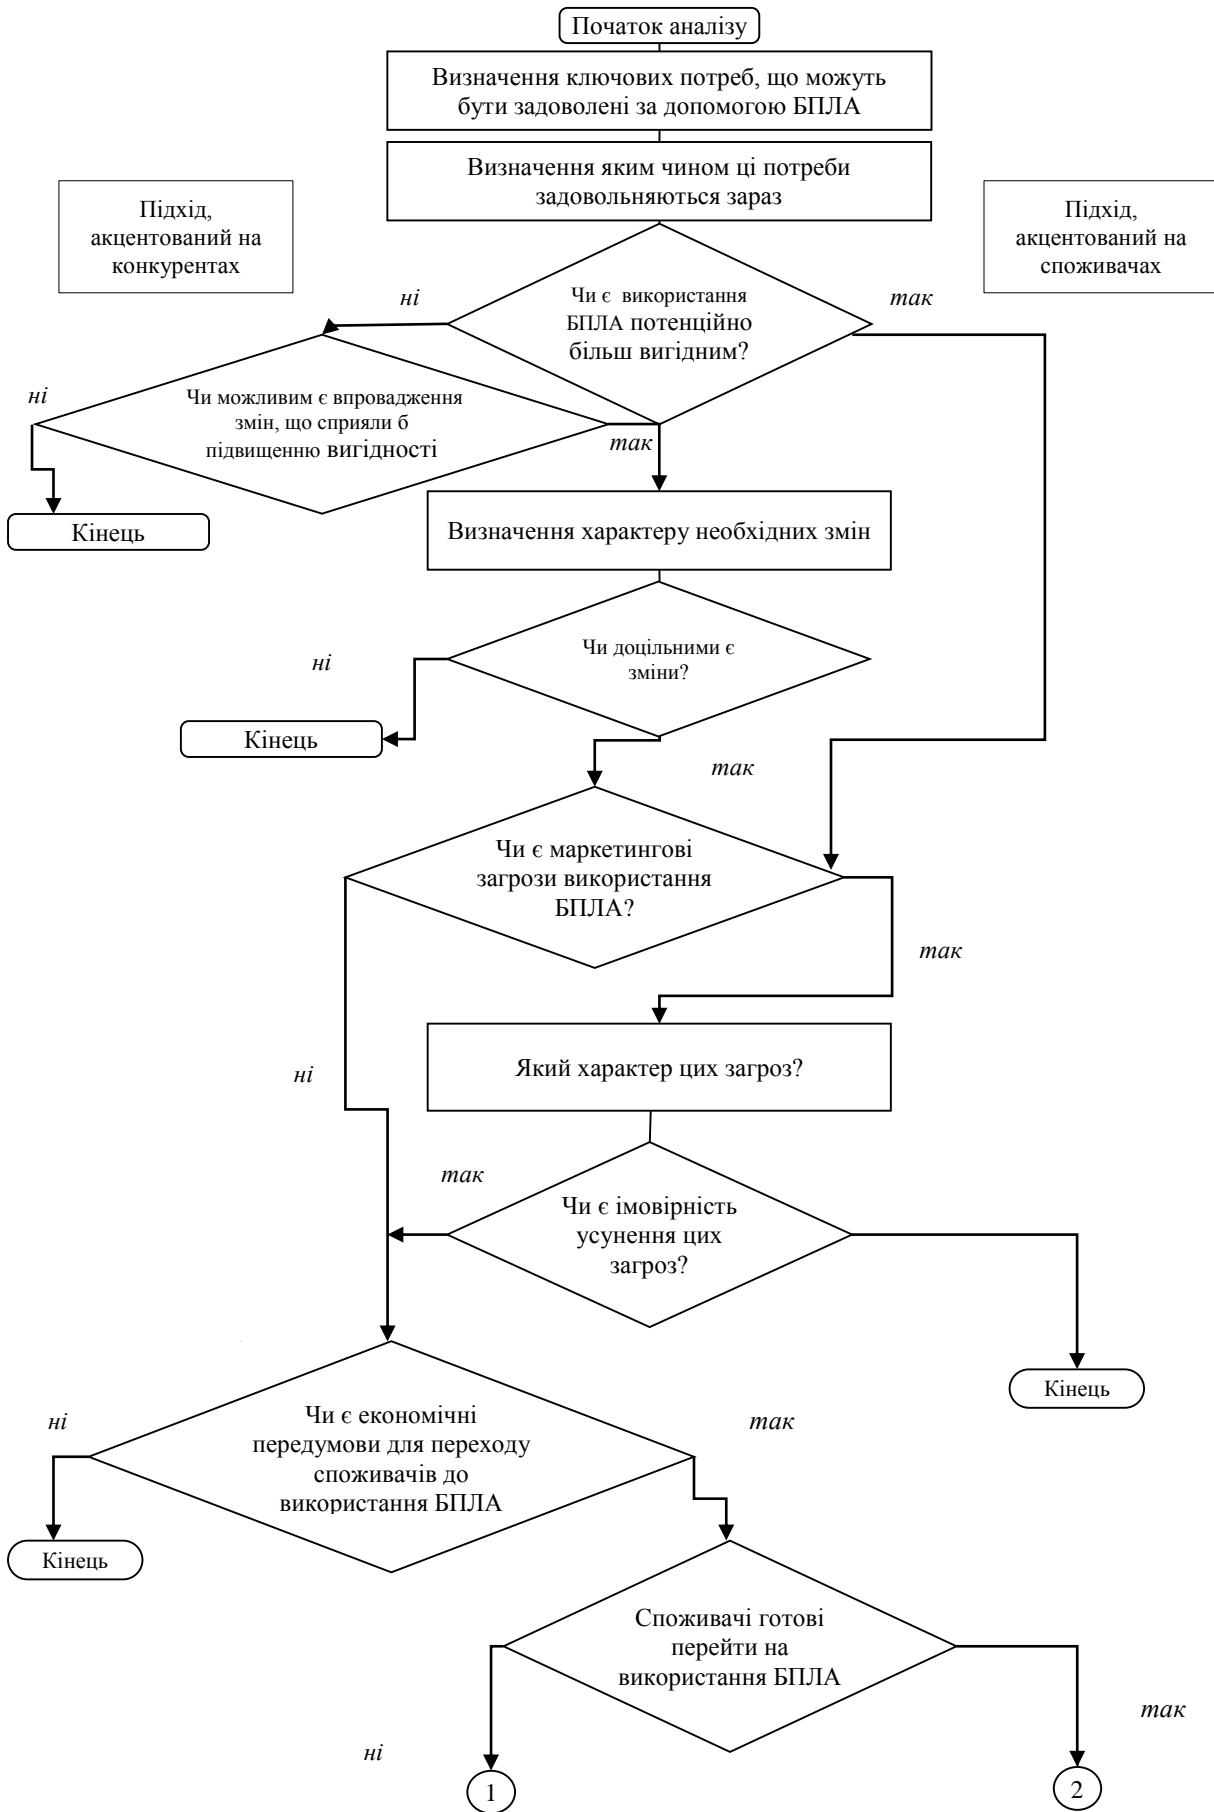 Початок аналізу
Визначення ключових потреб, що можуть
бути задоволені за допомогою БПЛА
Визначення яким чином ці потреби
задовольняються зараз
Підхід,
акцентований на
конкурентах
Підхід,
акцентований на
споживачах
ні
Чи є використання
БПЛА потенційно
більш вигідним?
так
ні
Чи можливим є впровадження
змін, що сприяли б
підвищенню вигідності
так
Кінець
Визначення характеру необхідних змін
ні
Чи доцільними є
зміни?
Кінець
так
Чи є маркетингові
загрози використання
БПЛА?
так
ні
Який характер цих загроз?
так
Чи є імовірність
усунення цих
загроз?
Кінець
ні
Чи є економічні
передумови для переходу
споживачів до
використання БПЛА
так
Кінець
Споживачі готові
перейти на
використання БПЛА
так
ні
1
2